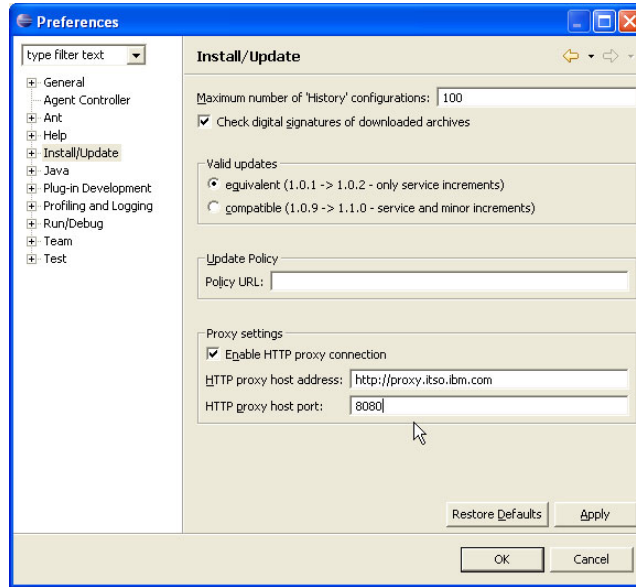 Preferences
type filter text
General
Agent Controller
Ant
Help
Install/Update
Java
Plug-in Development
Profiling and Logging
Run/Debug
Team
Test
Install/Update
Maximum number of 'History' configurations: 100
Check digital signatures of downloaded archives
Valid updates
equivalent (1.0.1 -> 1.0.2 - only service increments)
compatible (1.0.9 -> 1.1.0 - service and minor increments)
Update Policy
Policy URL:
Proxy settings
Enable HTTP proxy connection
HTTP proxy host address: http://proxy.itso.ibm.com
HTTP proxy host port: 8080
Restore Defaults Apply
OK Cancel